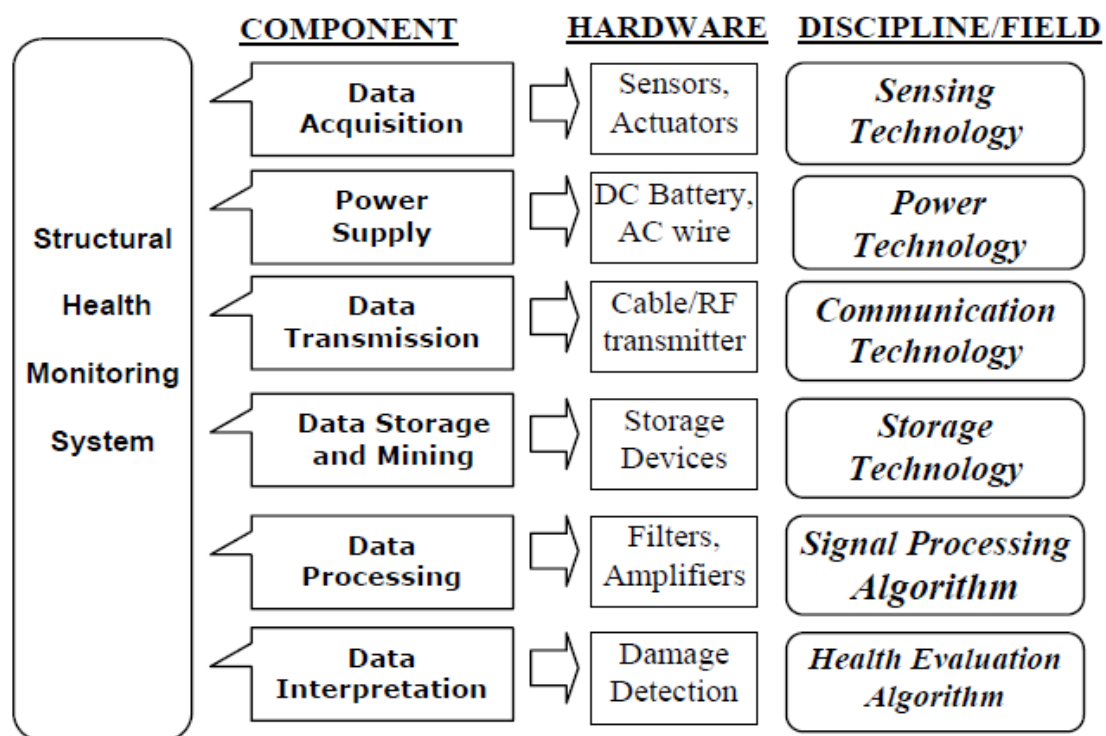 COMPONENT
HARDWARE
DISCIPLINE/FIELD
Structural
Health
Monitoring
System
Data
Acquisition
Sensors,
Actuators
Sensing
Technology
Power
Supply
DC Battery,
AC wire
Power
Technology
Data
Transmission
Cable/RF
transmitter
Communication
Technology
Data Storage
and Mining
Storage
Devices
Storage
Technology
Data
Processing
Filters,
Amplifiers
Signal Processing
Algorithm
Data
Interpretation
Damage
Detection
Health Evaluation
Algorithm